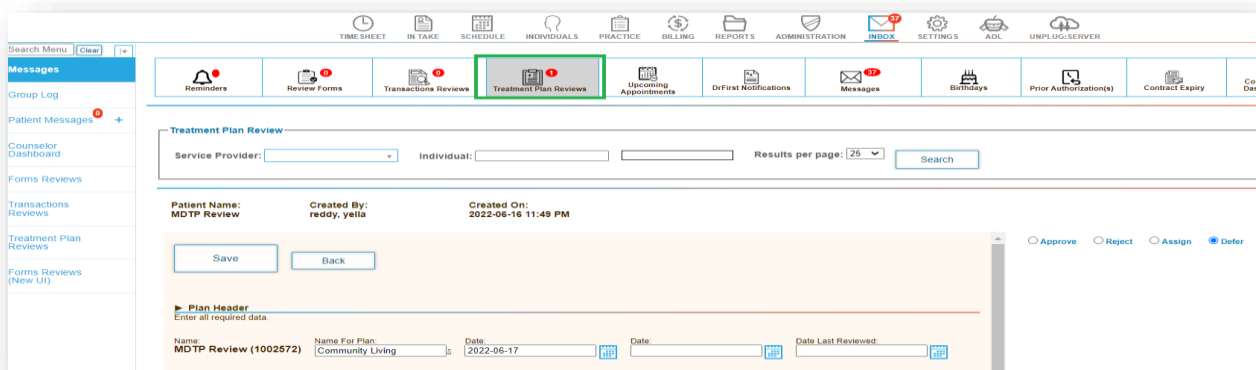 37
TIMESHEET IN TAKE SCHEDULE INDIVIDUALS PRACTICE BILLING REPORTS ADMINISTRATION INBOX SETTINGS ADL UNPLUG:SERVER
Search Menu Clear
Messages
Group Log
Patient Messages 0 +
Counselor
Dashboard
Forms Reviews
Transactions
Reviews
Treatment Plan
Reviews
Forms Reviews
(New UI)
Reminders
0
Review Forms
0
Transactions Reviews
1
Treatment Plan Reviews
Upcoming
Appointments
DrFirst Notifications
37
Messages
Birthdays
Prior Authorization(s)
Contract Expiry
Co
Das
Treatment Plan Review
Service Provider: Individual: Results per page: 25 Search
Patient Name: Created By: Created On:
MDTP Review reddy, yella 2022-06-16 11:49 PM
Approve Reject Assign Defer
Save Back
Plan Header
Enter all required data.
Name: Name For Plan: Date: Date: Date Last Reviewed:
MDTP Review (1002572) Community Living 2022-06-17